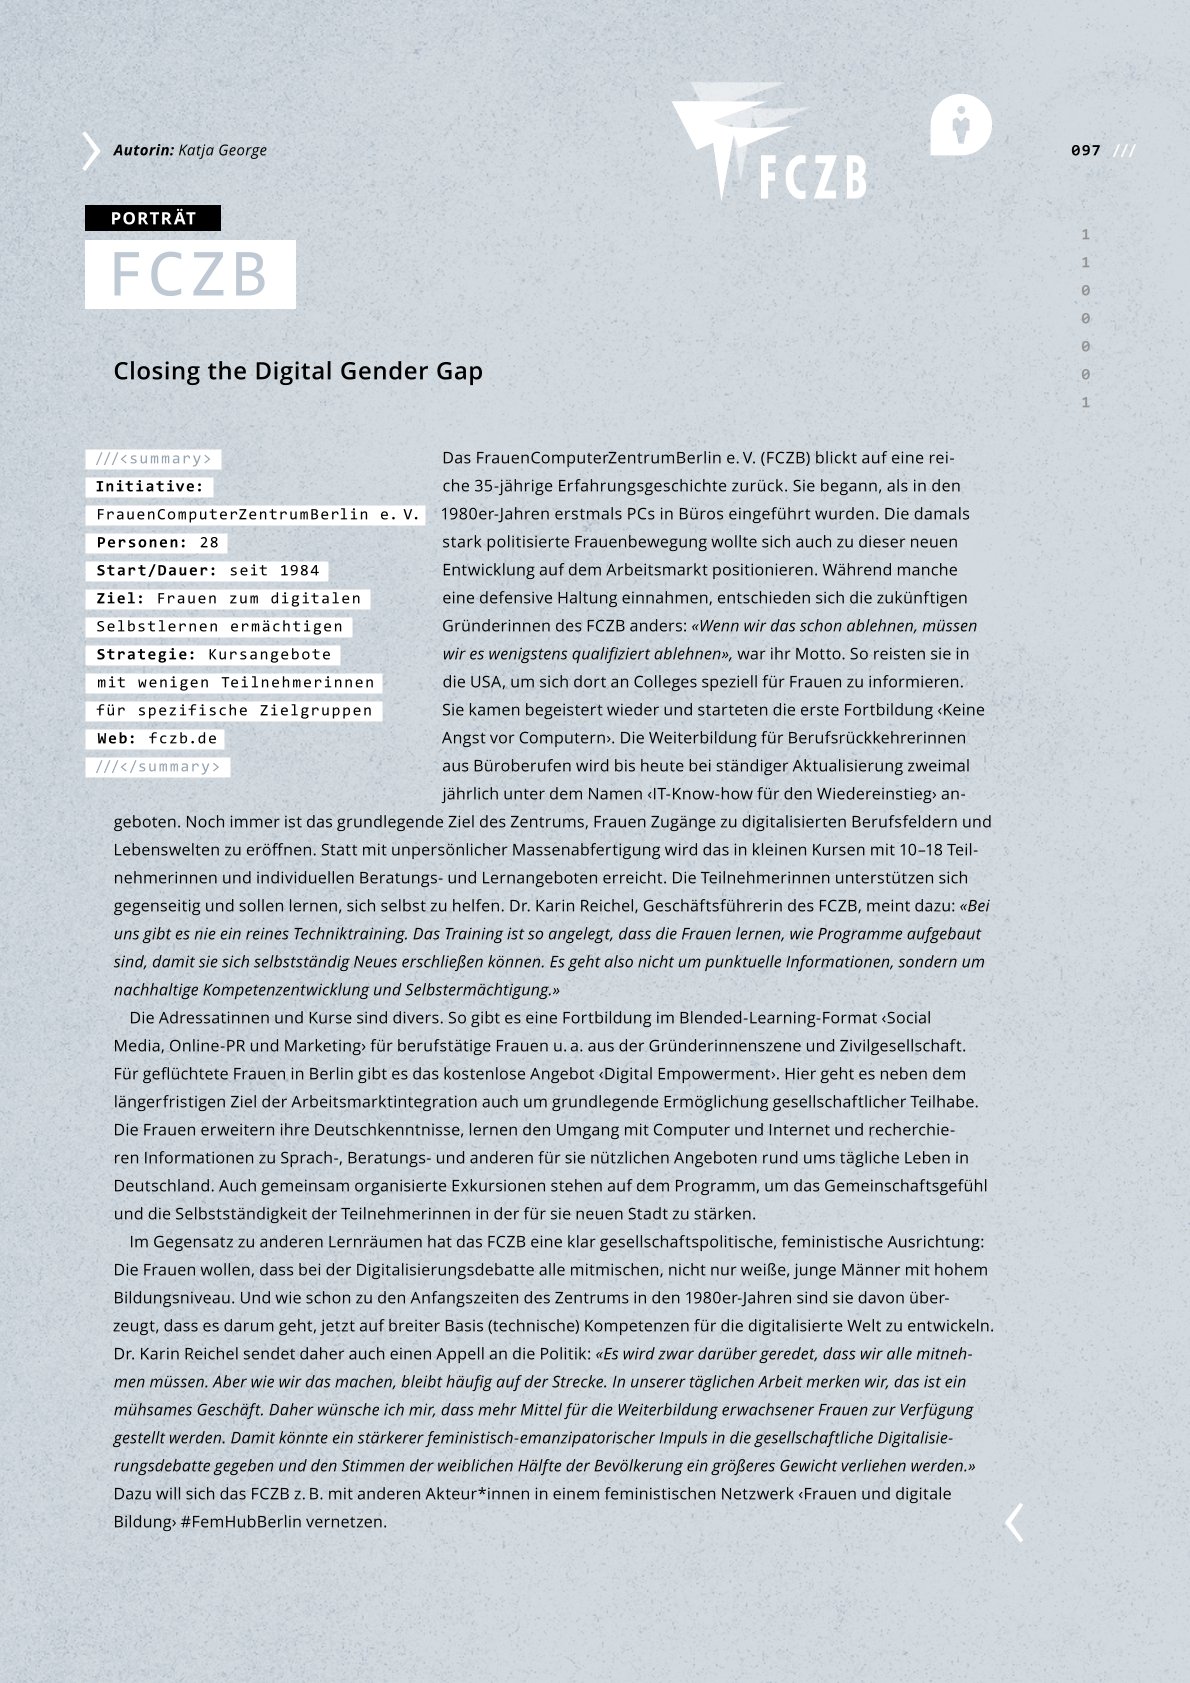 Autorin: Katja George
FCZB
097 ///
PORTRÄT
FCZB
1
1
0
0
0
0
1
Closing the Digital Gender Gap
///<summary>
Initiative:
FrauenComputerZentrumBerlin e. V.
Personen: 28
Start/Dauer: seit 1984
Ziel: Frauen zum digitalen
Selbstlernen ermächtigen
Strategie: Kursangebote
mit wenigen Teilnehmerinnen
für spezifische Zielgruppen
Web: fczb.de
///</summary>
Das FrauenComputerZentrumBerlin e. V. (FCZB) blickt auf eine rei-
che 35-jährige Erfahrungsgeschichte zurück. Sie begann, als in den
1980er-Jahren erstmals PCs in Büros eingeführt wurden. Die damals
stark politisierte Frauenbewegung wollte sich auch zu dieser neuen
Entwicklung auf dem Arbeitsmarkt positionieren. Während manche
eine defensive Haltung einnahmen, entschieden sich die zukünftigen
Gründerinnen des FCZB anders: «Wenn wir das schon ablehnen, müssen
wir es wenigstens qualifiziert ablehnen», war ihr Motto. So reisten sie in
die USA, um sich dort an Colleges speziell für Frauen zu informieren.
Sie kamen begeistert wieder und starteten die erste Fortbildung ‹Keine
Angst vor Computern›. Die Weiterbildung für Berufsrückkehrerinnen
aus Büroberufen wird bis heute bei ständiger Aktualisierung zweimal
jährlich unter dem Namen ‹IT-Know-how für den Wiedereinstieg› an-
geboten. Noch immer ist das grundlegende Ziel des Zentrums, Frauen Zugänge zu digitalisierten Berufsfeldern und
Lebenswelten zu eröffnen. Statt mit unpersönlicher Massenabfertigung wird das in kleinen Kursen mit 10–18 Teil-
nehmerinnen und individuellen Beratungs- und Lernangeboten erreicht. Die Teilnehmerinnen unterstützen sich
gegenseitig und sollen lernen, sich selbst zu helfen. Dr. Karin Reichel, Geschäftsführerin des FCZB, meint dazu: «Bei
uns gibt es nie ein reines Techniktraining. Das Training ist so angelegt, dass die Frauen lernen, wie Programme aufgebaut
sind, damit sie sich selbstständig Neues erschließen können. Es geht also nicht um punktuelle Informationen, sondern um
nachhaltige Kompetenzentwicklung und Selbstermächtigung.»
Die Adressatinnen und Kurse sind divers. So gibt es eine Fortbildung im Blended-Learning-Format ‹Social
Media, Online-PR und Marketing› für berufstätige Frauen u. a. aus der Gründerinnenszene und Zivilgesellschaft.
Für geflüchtete Frauen in Berlin gibt es das kostenlose Angebot ‹Digital Empowerment›. Hier geht es neben dem
längerfristigen Ziel der Arbeitsmarktintegration auch um grundlegende Ermöglichung gesellschaftlicher Teilhabe.
Die Frauen erweitern ihre Deutschkenntnisse, lernen den Umgang mit Computer und Internet und recherchie-
ren Informationen zu Sprach-, Beratungs- und anderen für sie nützlichen Angeboten rund ums tägliche Leben in
Deutschland. Auch gemeinsam organisierte Exkursionen stehen auf dem Programm, um das Gemeinschaftsgefühl
und die Selbstständigkeit der Teilnehmerinnen in der für sie neuen Stadt zu stärken.
Im Gegensatz zu anderen Lernräumen hat das FCZB eine klar gesellschaftspolitische, feministische Ausrichtung:
Die Frauen wollen, dass bei der Digitalisierungsdebatte alle mitmischen, nicht nur weiße, junge Männer mit hohem
Bildungsniveau. Und wie schon zu den Anfangszeiten des Zentrums in den 1980er-Jahren sind sie davon über-
zeugt, dass es darum geht, jetzt auf breiter Basis (technische) Kompetenzen für die digitalisierte Welt zu entwickeln.
Dr. Karin Reichel sendet daher auch einen Appell an die Politik: «Es wird zwar darüber geredet, dass wir alle mitneh-
men müssen. Aber wie wir das machen, bleibt häufig auf der Strecke. In unserer täglichen Arbeit merken wir, das ist ein
mühsames Geschäft. Daher wünsche ich mir, dass mehr Mittel für die Weiterbildung erwachsener Frauen zur Verfügung
gestellt werden. Damit könnte ein stärkerer feministisch-emanzipatorischer Impuls in die gesellschaftliche Digitalisie-
rungsdebatte gegeben und den Stimmen der weiblichen Hälfte der Bevölkerung ein größeres Gewicht verliehen werden.»
Dazu will sich das FCZB z. B. mit anderen Akteur*innen in einem feministischen Netzwerk ‹Frauen und digitale
Bildung› #FemHubBerlin vernetzen.